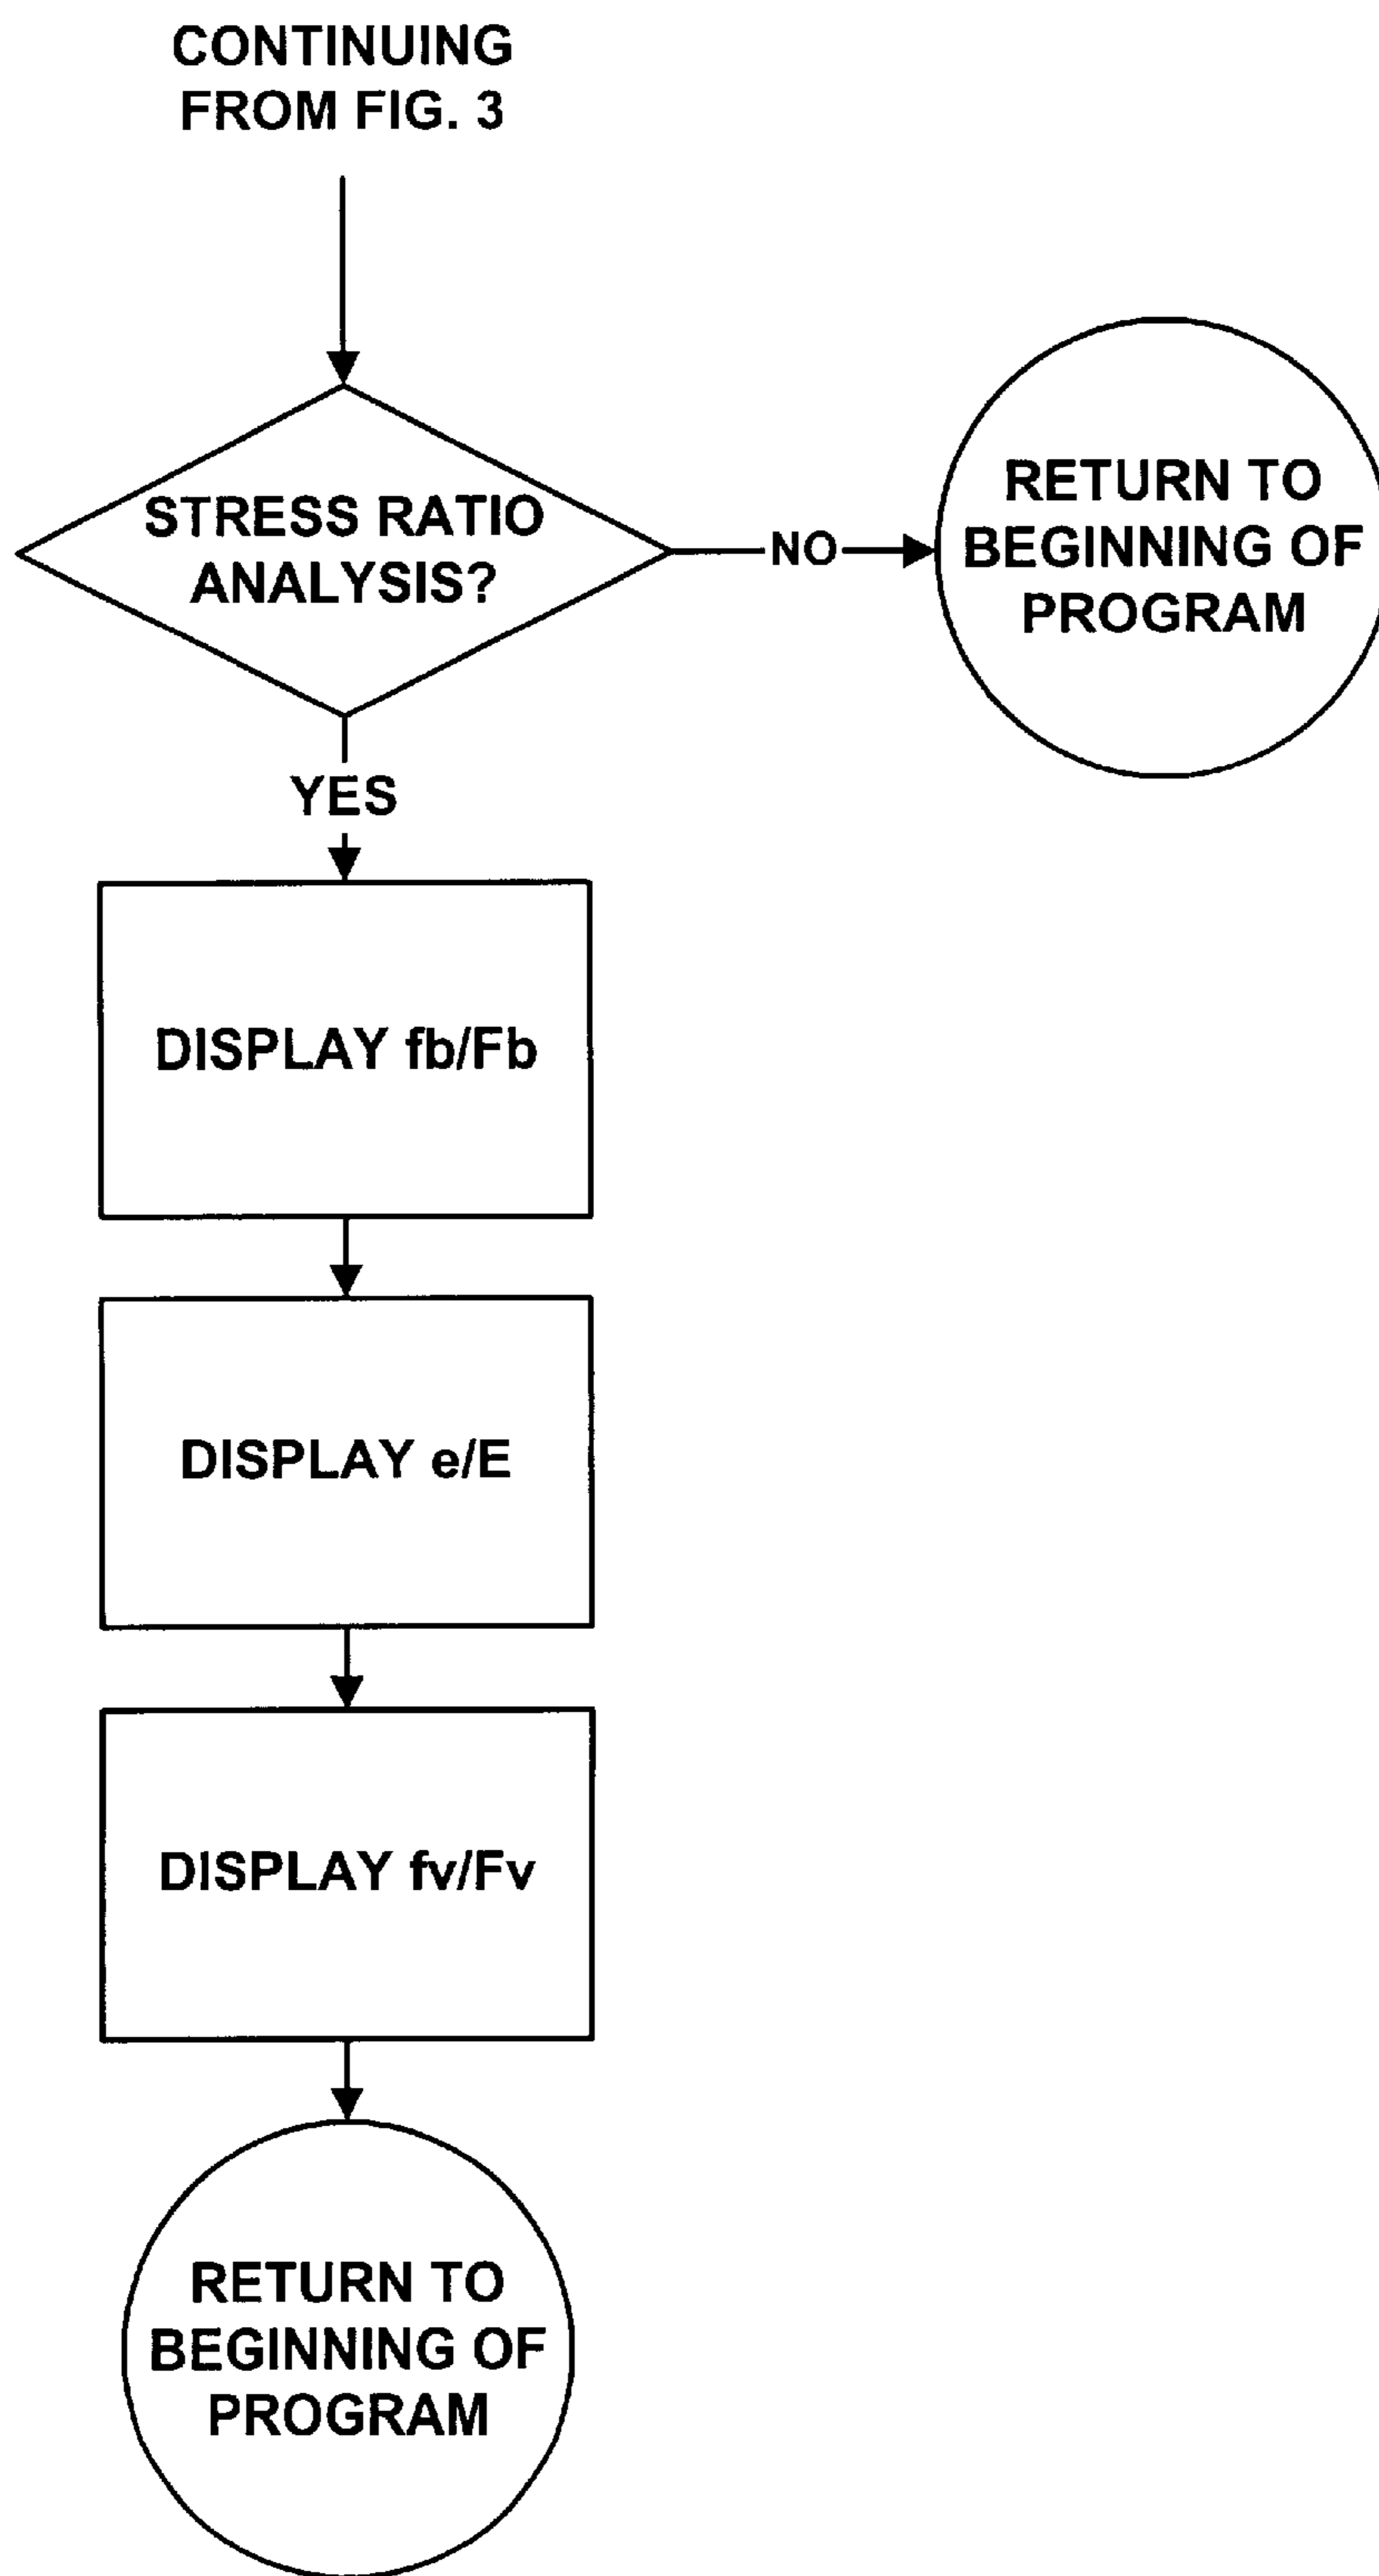 CONTINUING
FROM FIG. 3
STRESS RATIO
ANALYSIS?
NO
RETURN TO
BEGINNING OF
PROGRAM
YES
DISPLAY fb/Fb
DISPLAY e/E
DISPLAY fv/Fv
RETURN TO
BEGINNING OF
PROGRAM